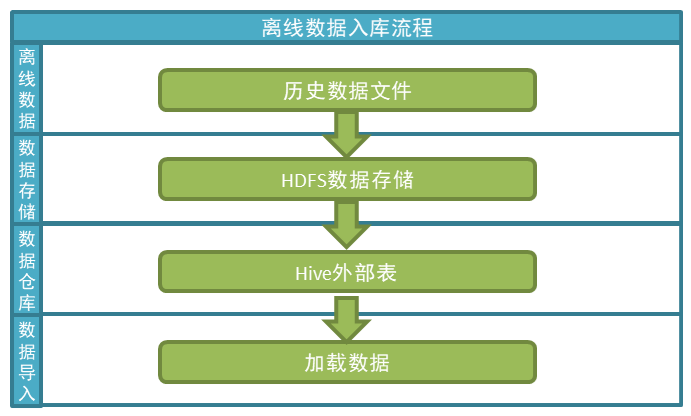 离线数据入库流程
离线数据
历史数据文件
数据存储
HDFS数据存储
数据仓库
Hive外部表
数据导入
加载数据